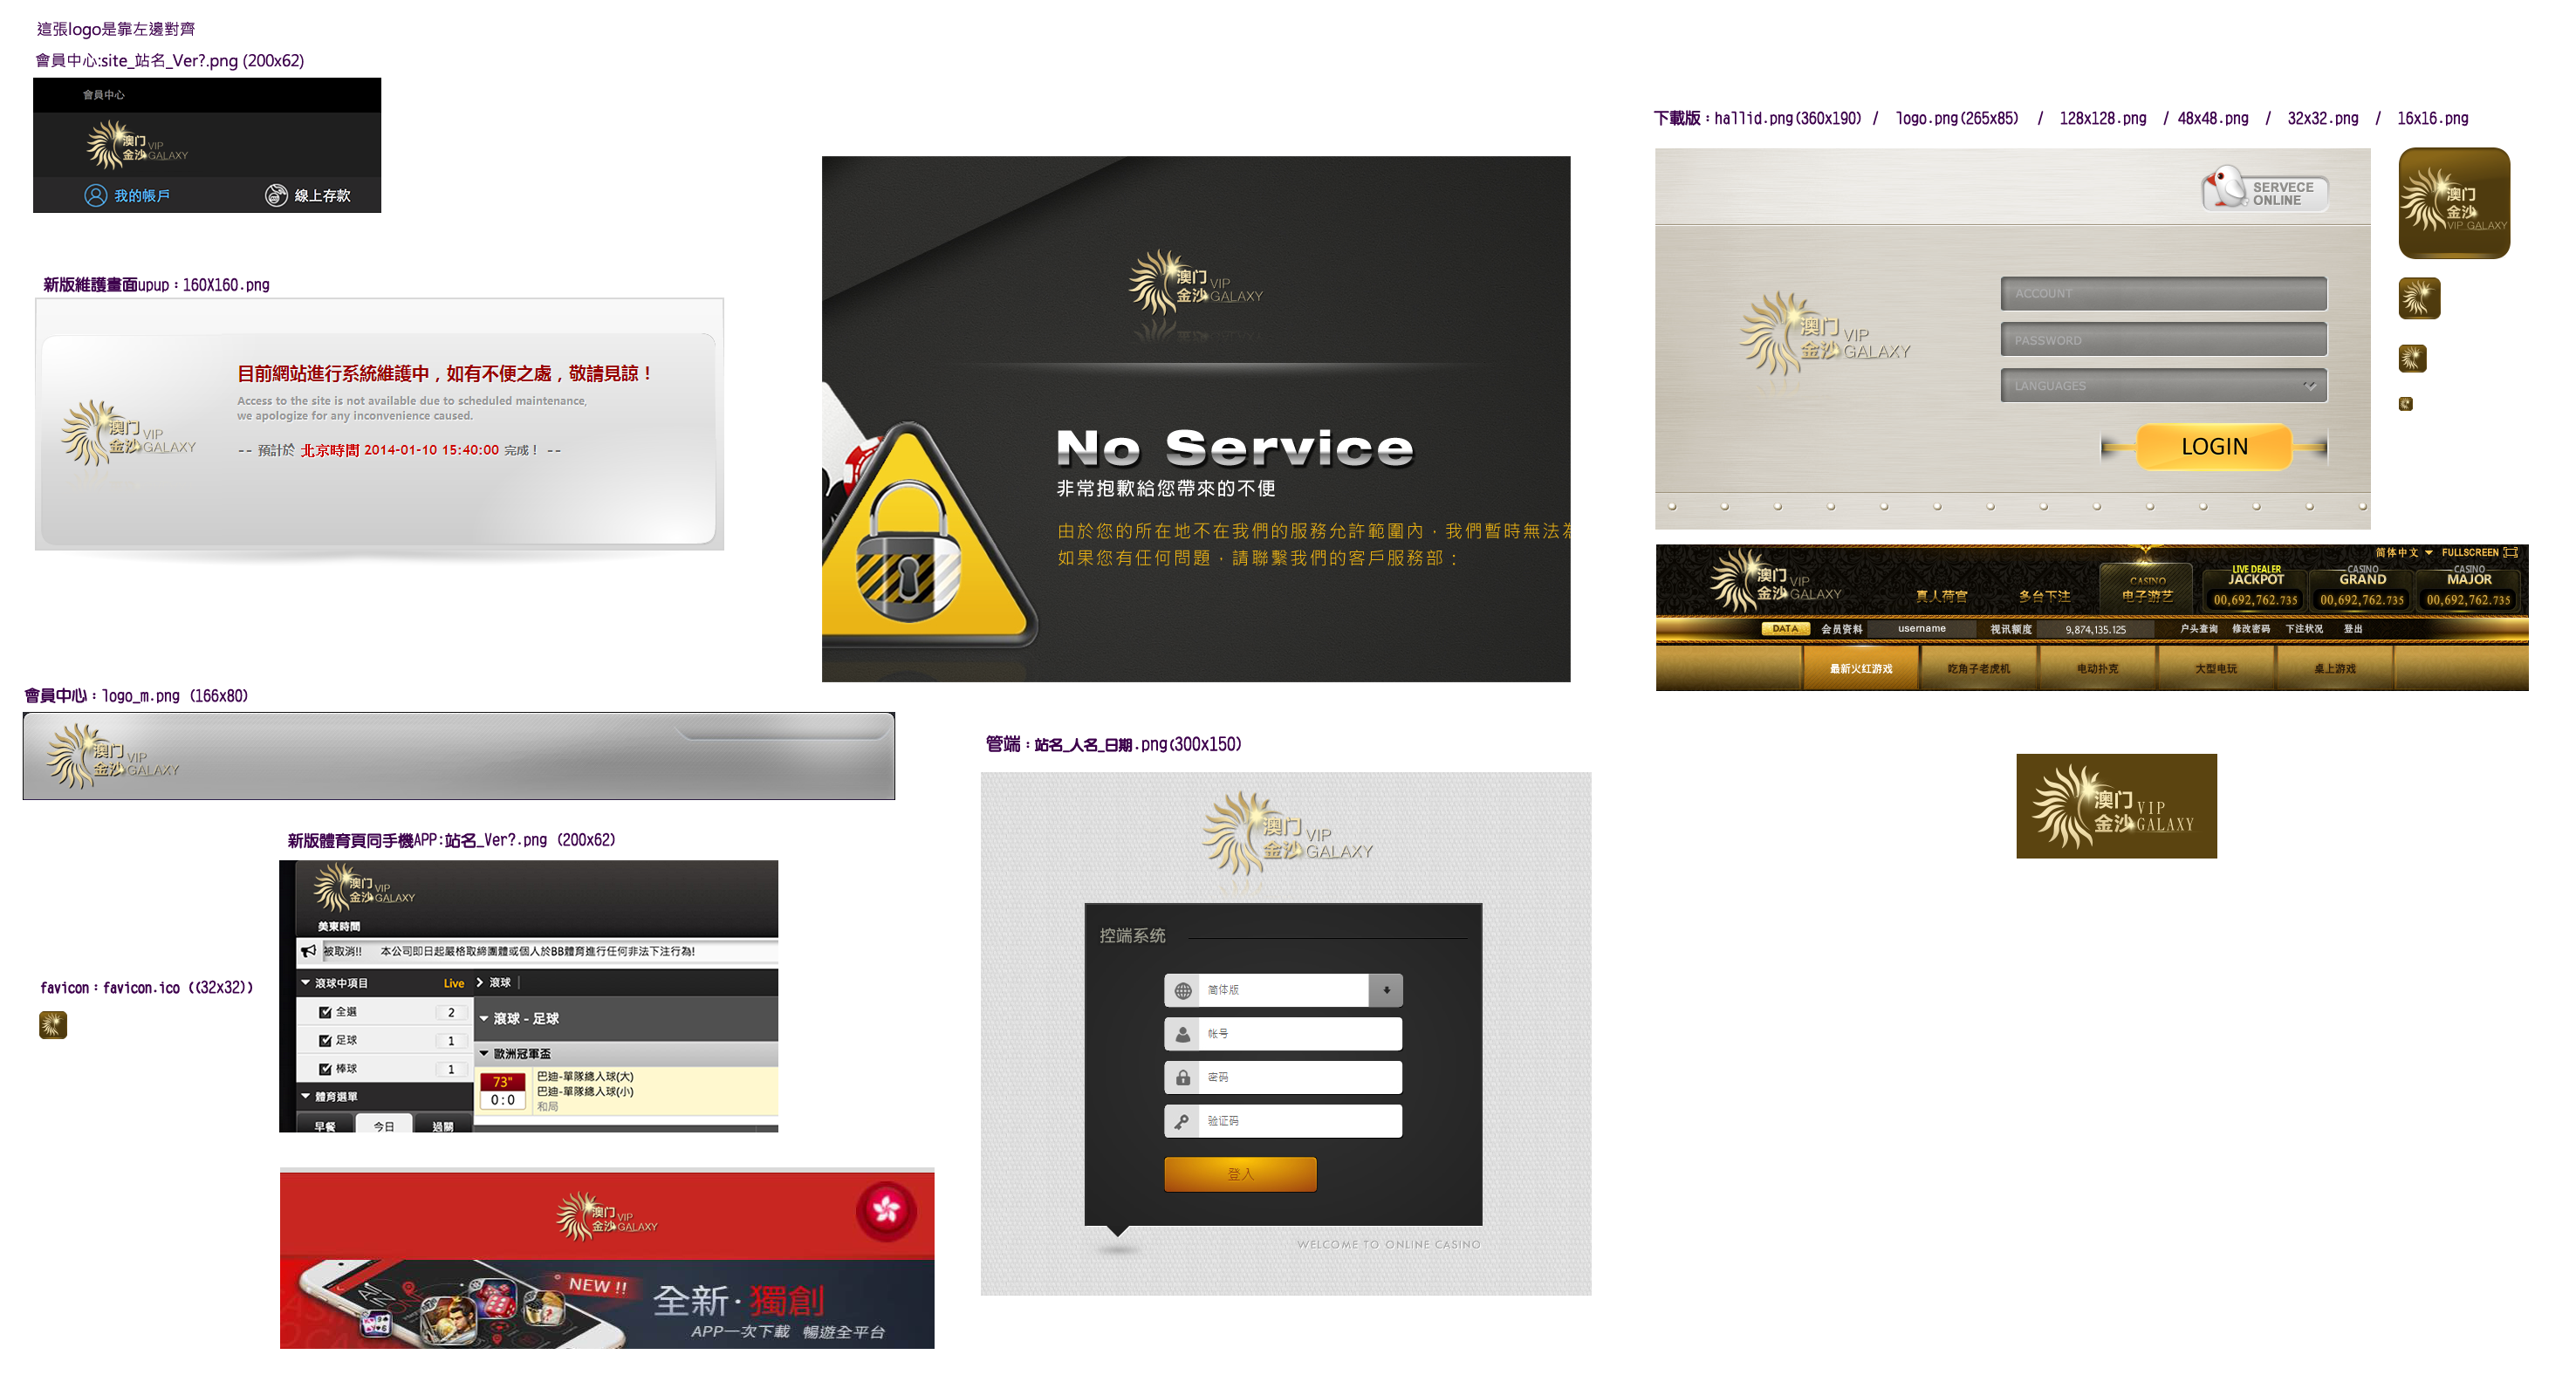 這張logo是靠左邊對齊
會員中心:site_站名_Ver?.png (200x62)
會員中心
澳门 VIP
金沙 GALAXY
我的帳戶
線上存款
新版維護畫面upup：160X160.png
澳门 VIP
金沙 GALAXY
目前網站進行系統維護中，如有不便之處，敬請見諒！
Access to the site is not available due to scheduled maintenance,
we apologize for any inconvenience caused.
-- 預計於 北京時間 2014-01-10 15:40:00 完成！ --
澳门 VIP
金沙 GALAXY
No Service
非常抱歉給您帶來的不便
由於您的所在地不在我們的服務允許範圍內，我們暫時無法為
如果您有任何問題，請聯繫我們的客戶服務部：
下載版：hallid.png(360x190) / logo.png(265x85) / 128x128.png / 48x48.png / 32x32.png / 16x16.png
SERVECE
ONLINE
澳门 VIP
金沙 GALAXY
ACCOUNT
PASSWORD
LANGUAGES
LOGIN
澳门
金沙
VIP GALAXY
简体中文 FULLSCREEN
澳门 VIP
金沙 GALAXY
真人荷官
多台下注
CASINO
电子游艺
LIVE DEALER
JACKPOT
00,692,762.735
CASINO
GRAND
00,692,762.735
CASINO
MAJOR
00,692,762.735
DATA 会员资料 username 视讯额度 9,874,135.125 户头查询 修改密码 下注状况 登出
最新火红游戏 吃角子老虎机 电动扑克 大型电玩 桌上游戏
會員中心：logo_m.png (166x80)
澳门 VIP
金沙 GALAXY
管端：站名_人名_日期.png(300x150)
澳门 VIP
金沙 GALAXY
控端系统
简体版
帐号
密码
验证码
登入
WELCOME TO ONLINE CASINO
澳门 VIP
金沙 GALAXY
新版體育頁同手機APP:站名_Ver?.png (200x62)
澳门 VIP
金沙 GALAXY
美東時間
被取消!! 本公司即日起嚴格取締團體或個人於BB體育進行任何非法下注行為!
滾球中項目 Live
滾球
全選 2
足球 1
棒球 1
體育選單
早餐 今日 過關
滾球 - 足球
歐洲冠軍盃
73"
0:0
巴迪-單隊總入球(大)
巴迪-單隊總入球(小)
和局
favicon：favicon.ico ((32x32))
澳门 VIP
金沙 GALAXY
NEW !!
全新·獨創
APP一次下載 暢遊全平台